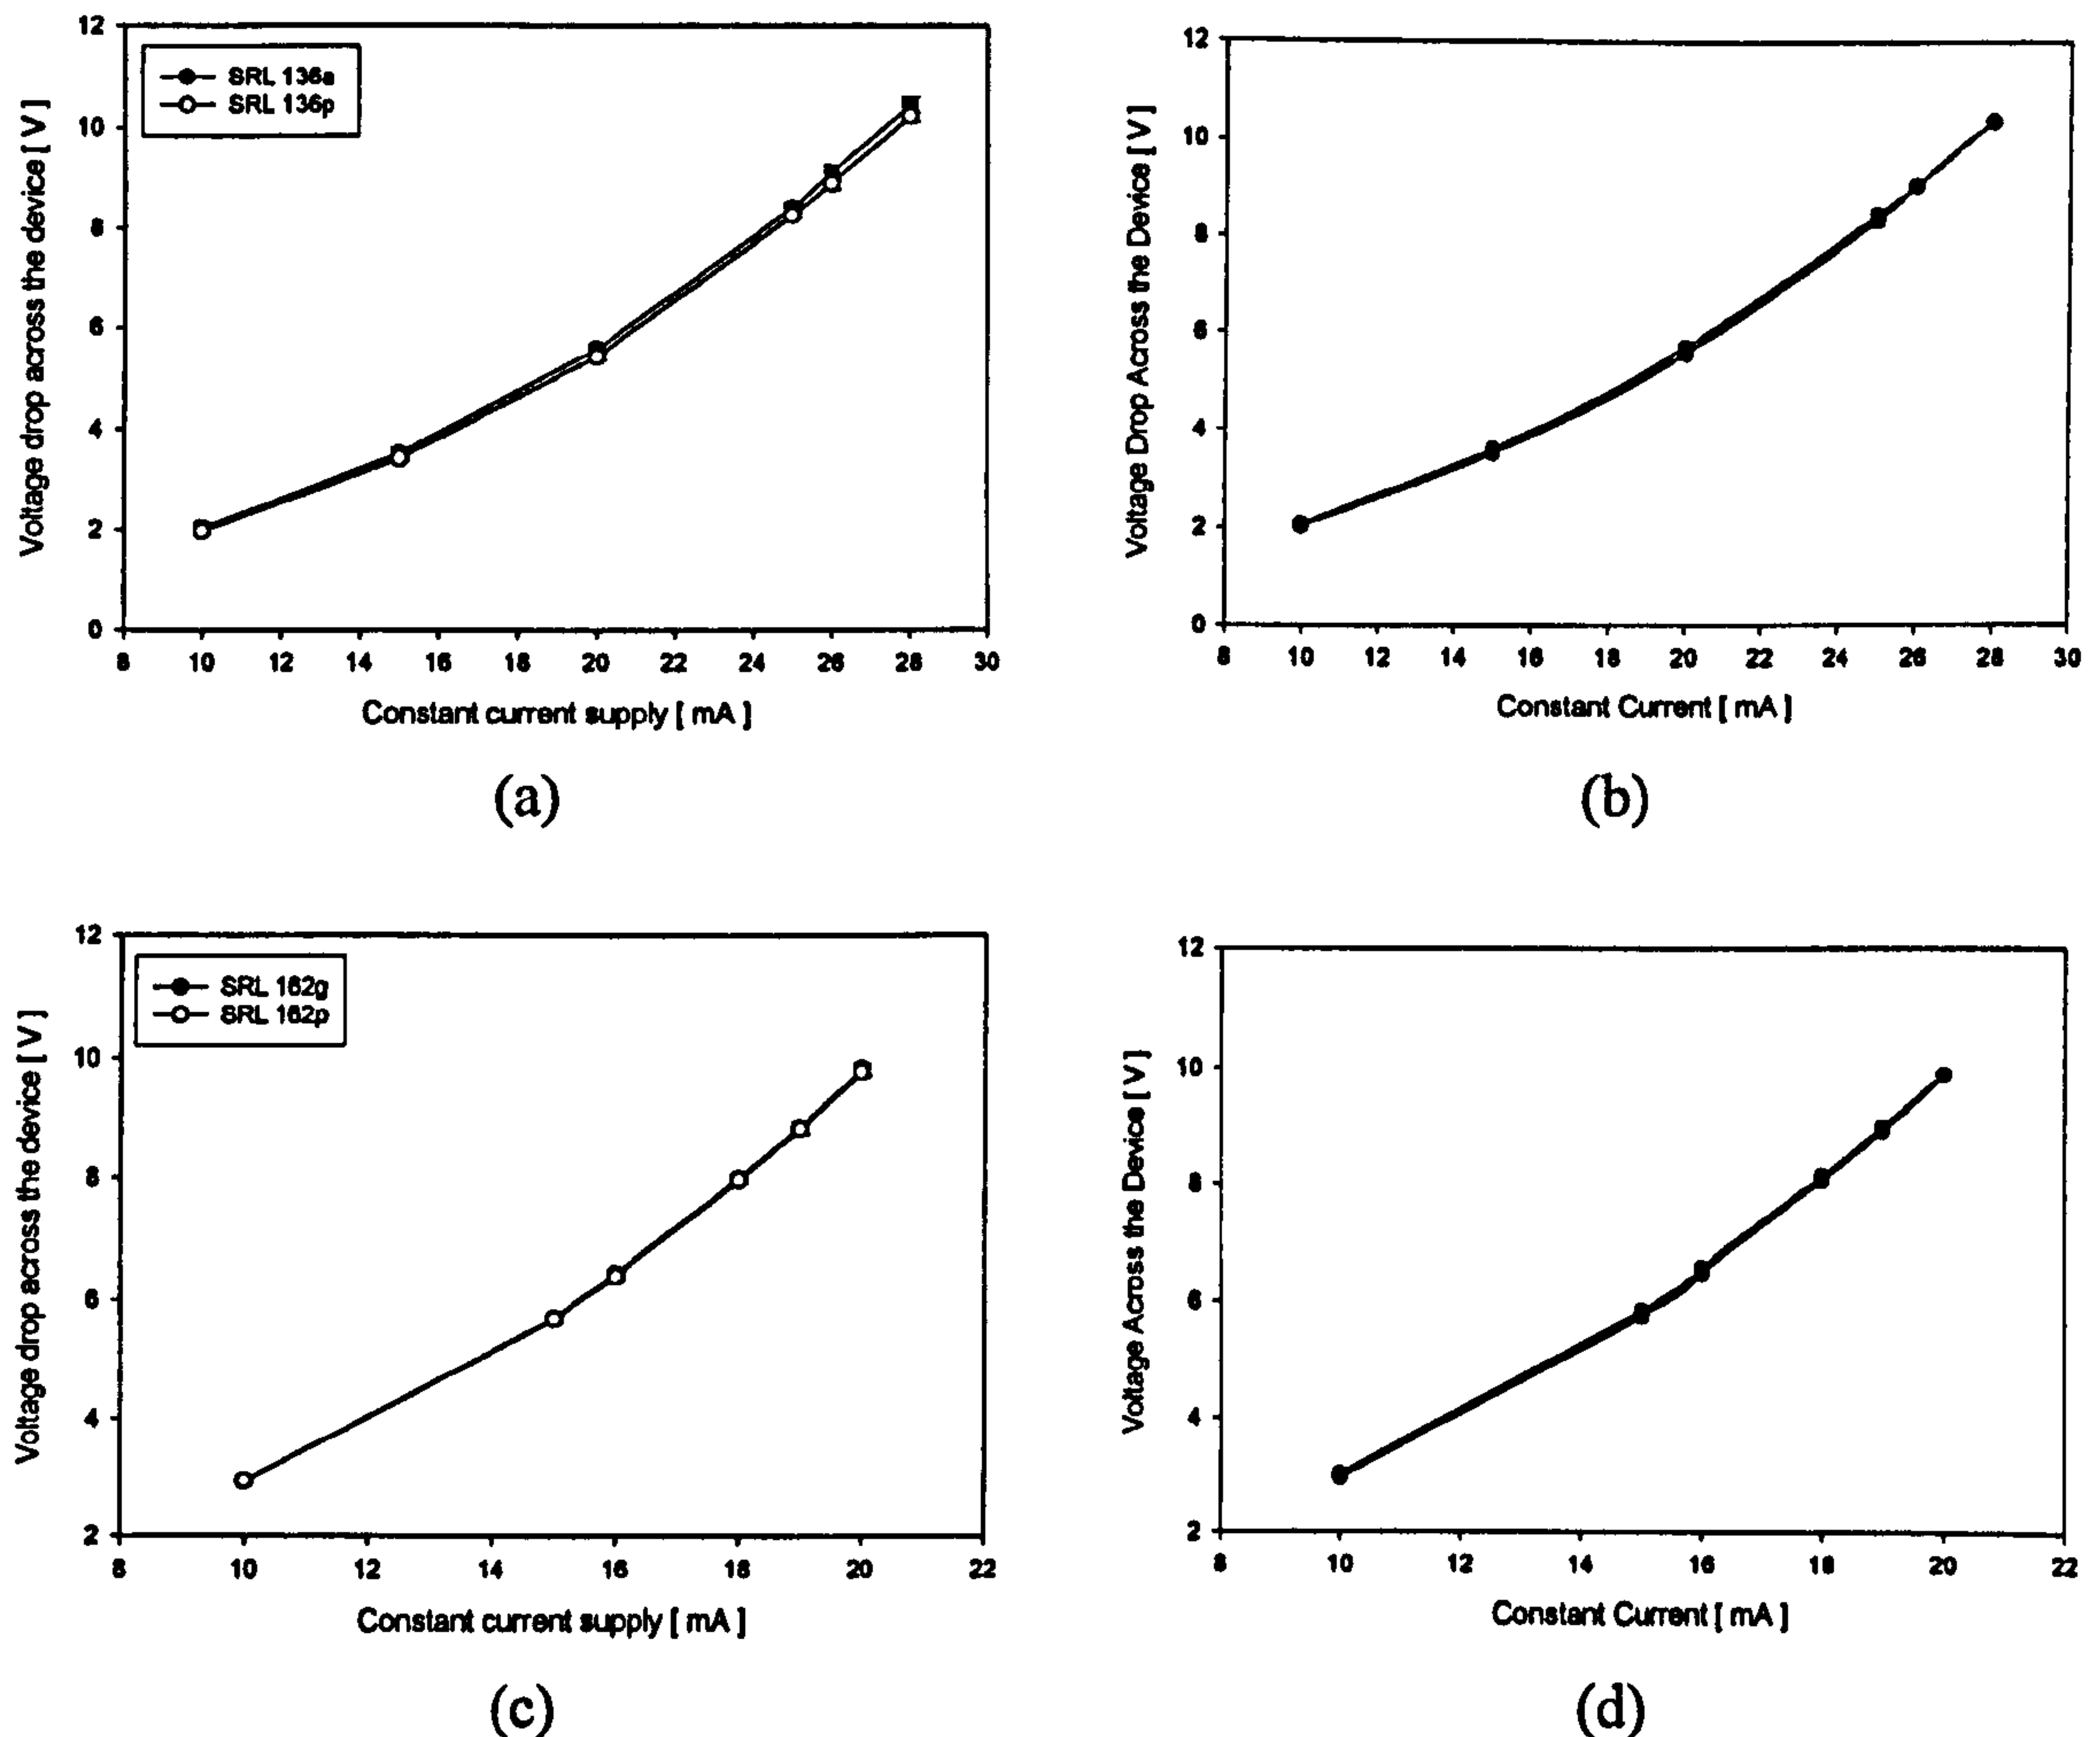 12
10
8
6
4
2
0
Voltage drop across the device [ V ]
SRL 136a
SRL 136p
8 10 12 14 16 18 20 22 24 26 28 30
Constant current supply [ mA ]
(a)
12
10
8
6
4
2
0
Voltage Drop Across the Device [ V ]
8 10 12 14 16 18 20 22 24 26 28 30
Constant Current [ mA ]
(b)
12
10
8
6
4
2
Voltage drop across the device [ V ]
SRL 162g
SRL 162p
8 10 12 14 16 18 20 22
Constant current supply [ mA ]
(c)
12
10
8
6
4
2
Voltage Across the Device [ V ]
8 10 12 14 16 18 20 22
Constant Current [ mA ]
(d)